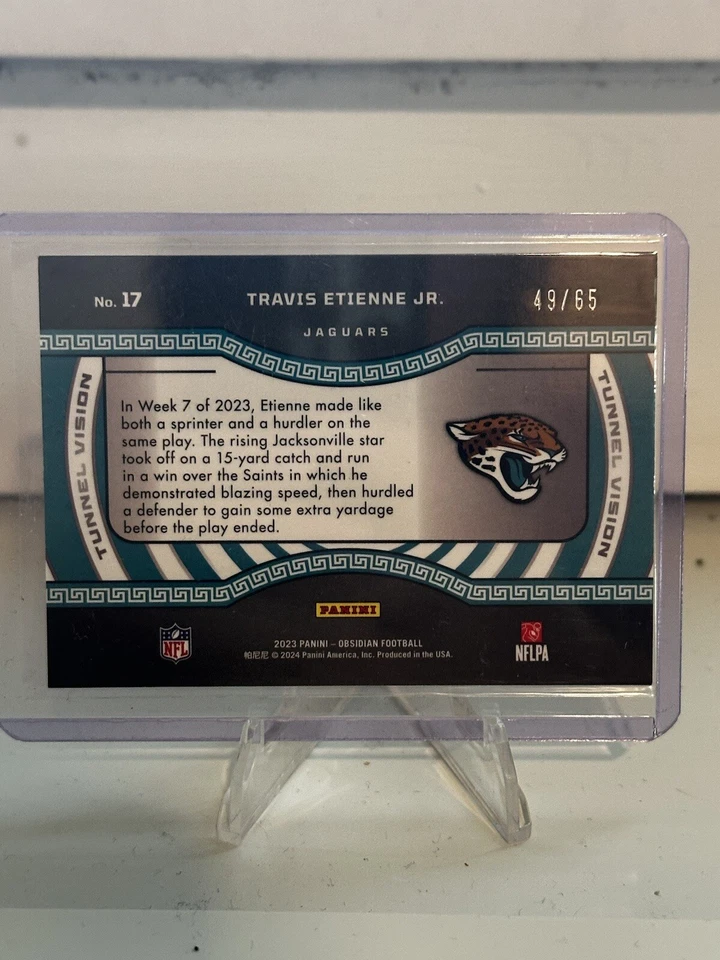 No. 17
TRAVIS ETIENNE JR.
49/65
JAGUARS
TUNNEL VISION
In Week 7 of 2023, Etienne made like
both a sprinter and a hurdler on the
same play. The rising Jacksonville star
took off on a 15-yard catch and run
in a win over the Saints in which he
demonstrated blazing speed, then hurdled
a defender to gain some extra yardage
before the play ended.
TUNNEL VISION
PANINI
NFL
2023 PANINI – OBSIDIAN FOOTBALL
帕尼尼 © 2024 Panini America, Inc. Produced in the USA.
NFLPA